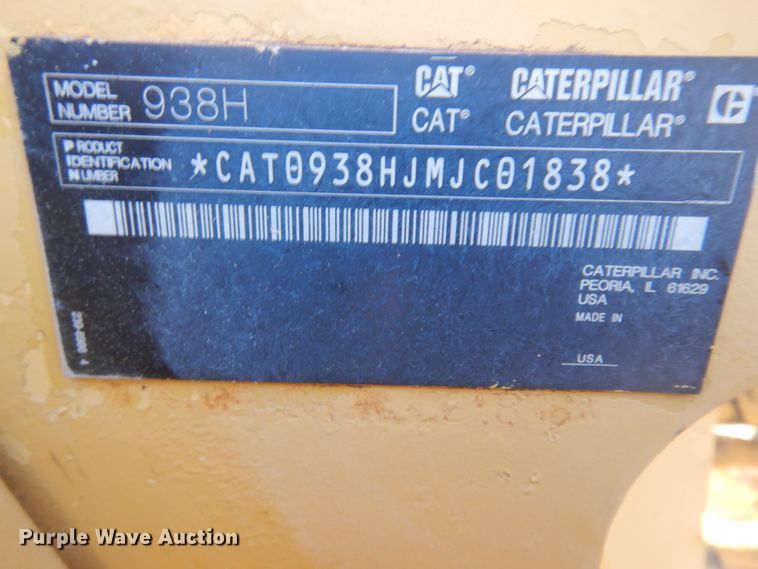 MODEL NUMBER 938H
CAT® CATERPILLAR®
CAT® CATERPILLAR®
PRODUCT IDENTIFICATION NUMBER *CAT0938HJMJC01838*
CATERPILLAR INC.
PEORIA, IL 61629
USA
MADE IN
USA
Purple Wave Auction